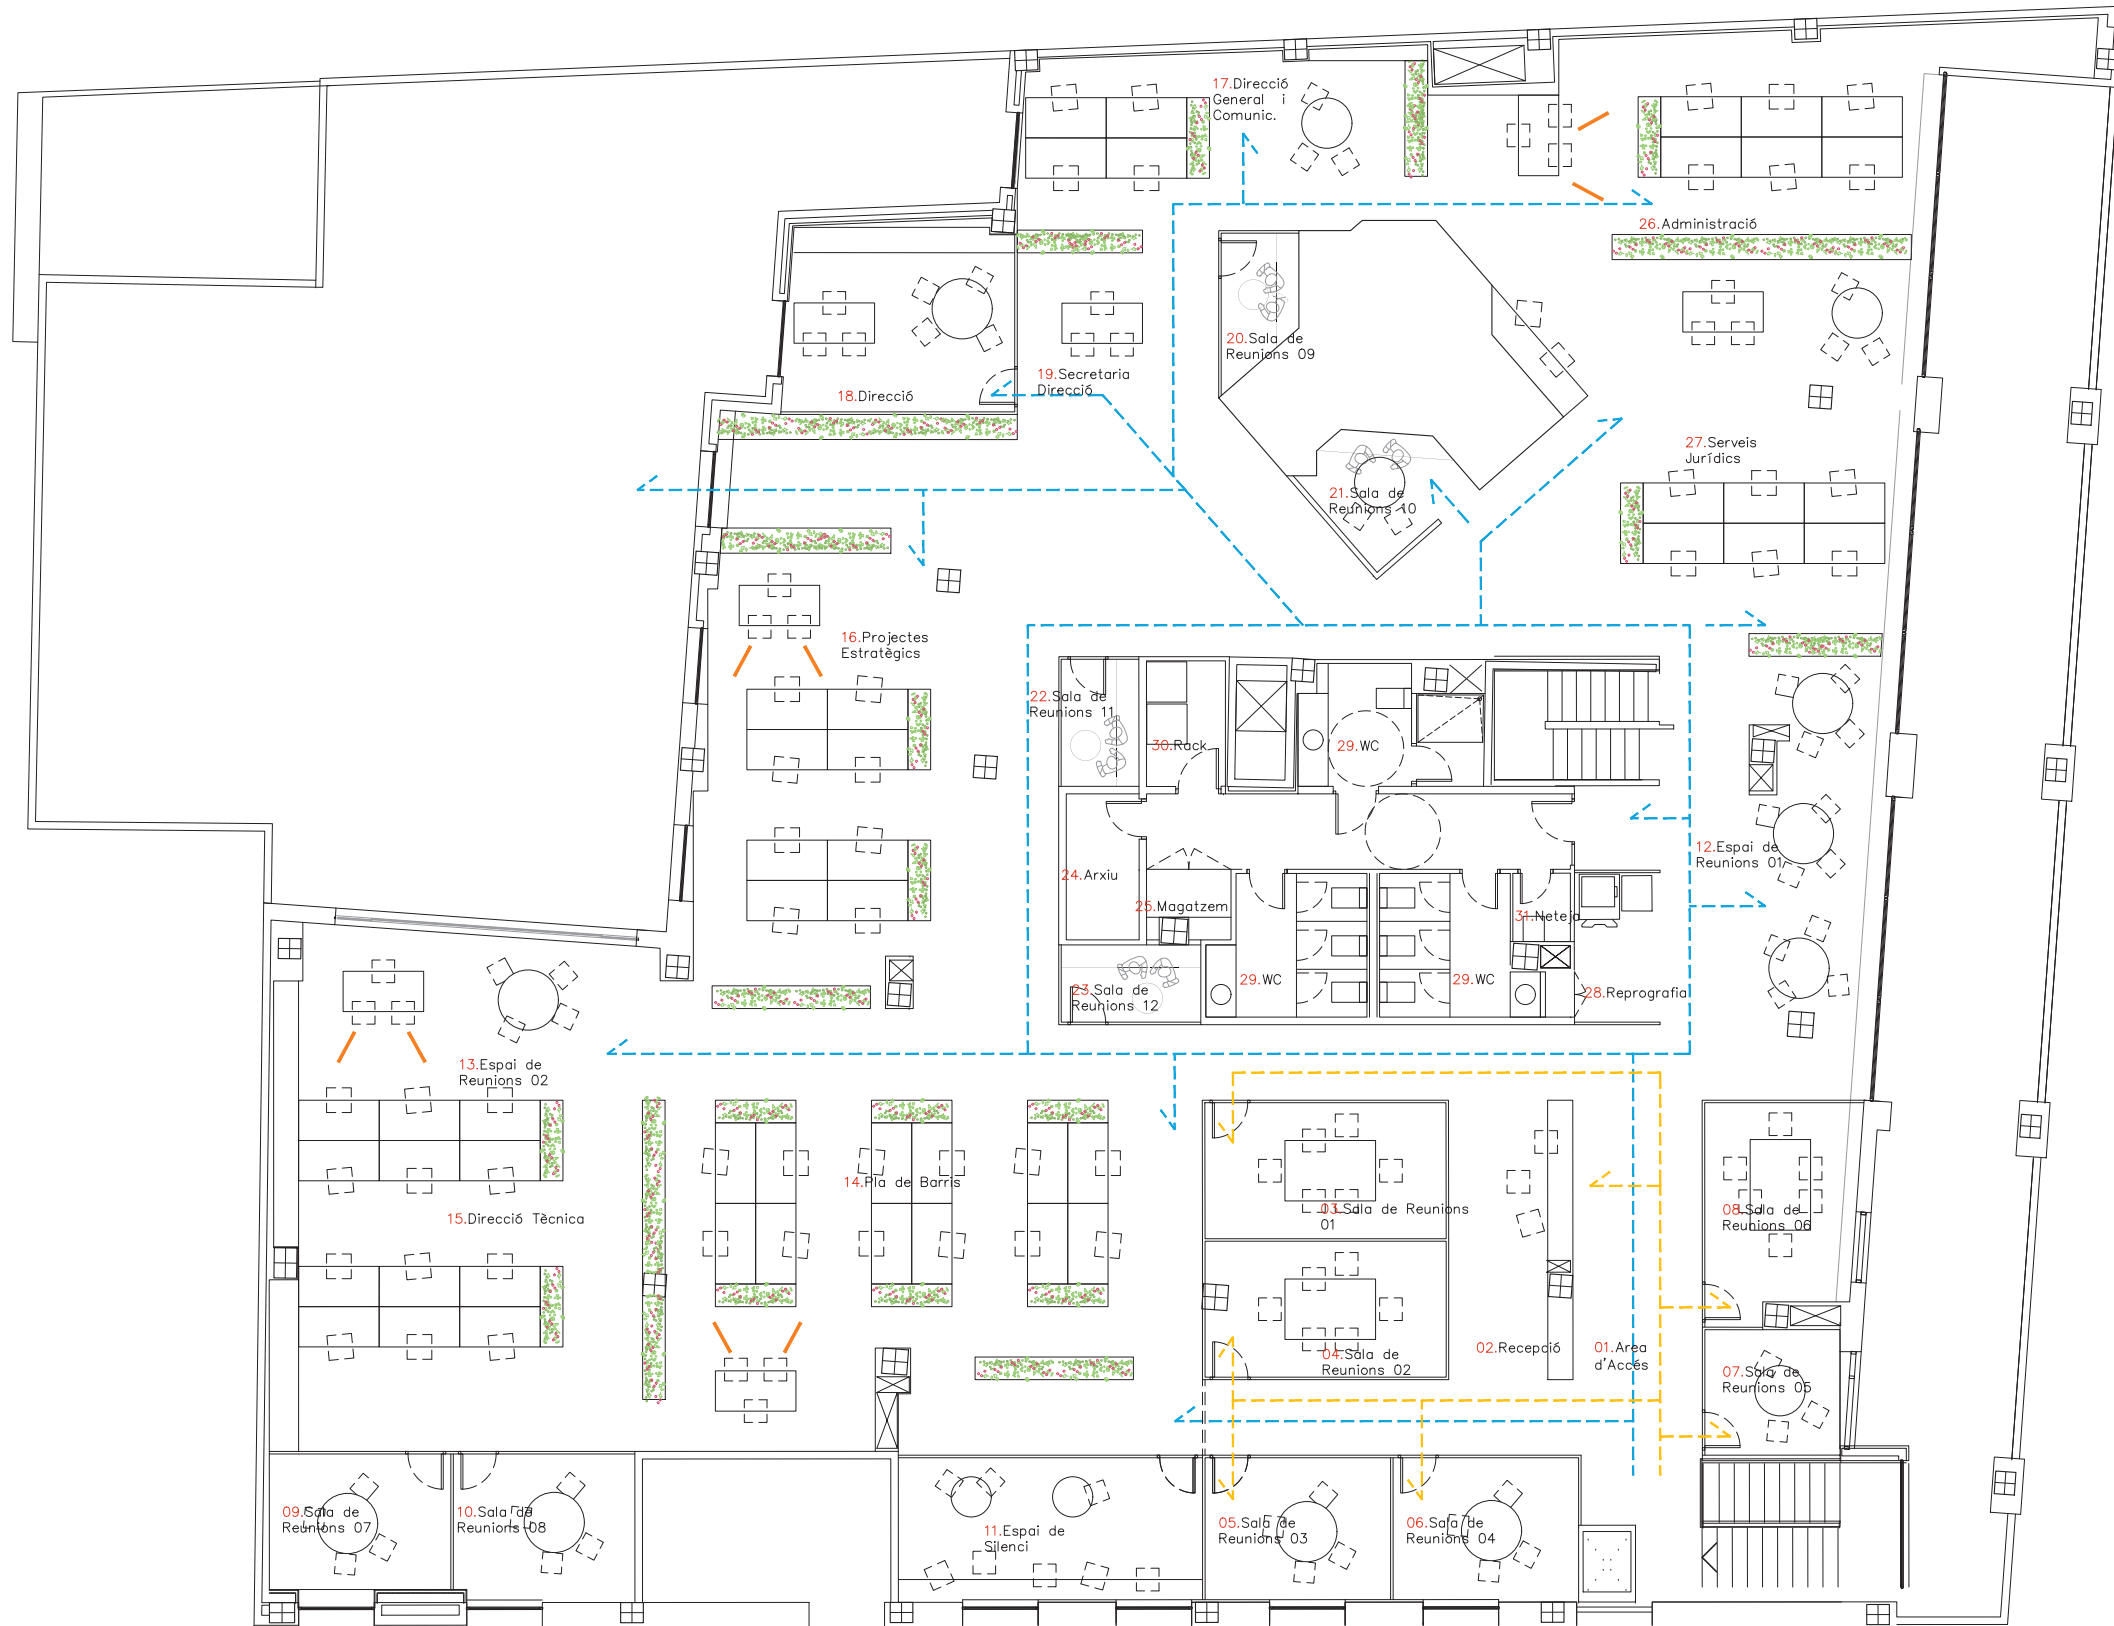 17.Direcció
General i
Comunic.
26.Administració
20.Sala de
Reunions 09
19.Secretaria
Direcció
18.Direcció
27.Serveis
Jurídics
21.Sala de
Reunions 10
16.Projectes
Estratègics
22.Sala de
Reunions 11
30.Rack
29.WC
12.Espai de
Reunions 01
24.Arxiu
25.Magatzem
31.Neteja
29.WC
29.WC
23.Sala de
Reunions 12
28.Reprografia
13.Espai de
Reunions 02
14.Pla de Barris
15.Direcció Tècnica
03.Sala de Reunions
01
08.Sala de
Reunions 06
04.Sala de
Reunions 02
02.Recepció
01.Area
d'Accés
07.Sala de
Reunions 05
09.Sala de
Reunions 07
10.Sala de
Reunions 08
11.Espai de
Silenci
05.Sala de
Reunions 03
06.Sala de
Reunions 04